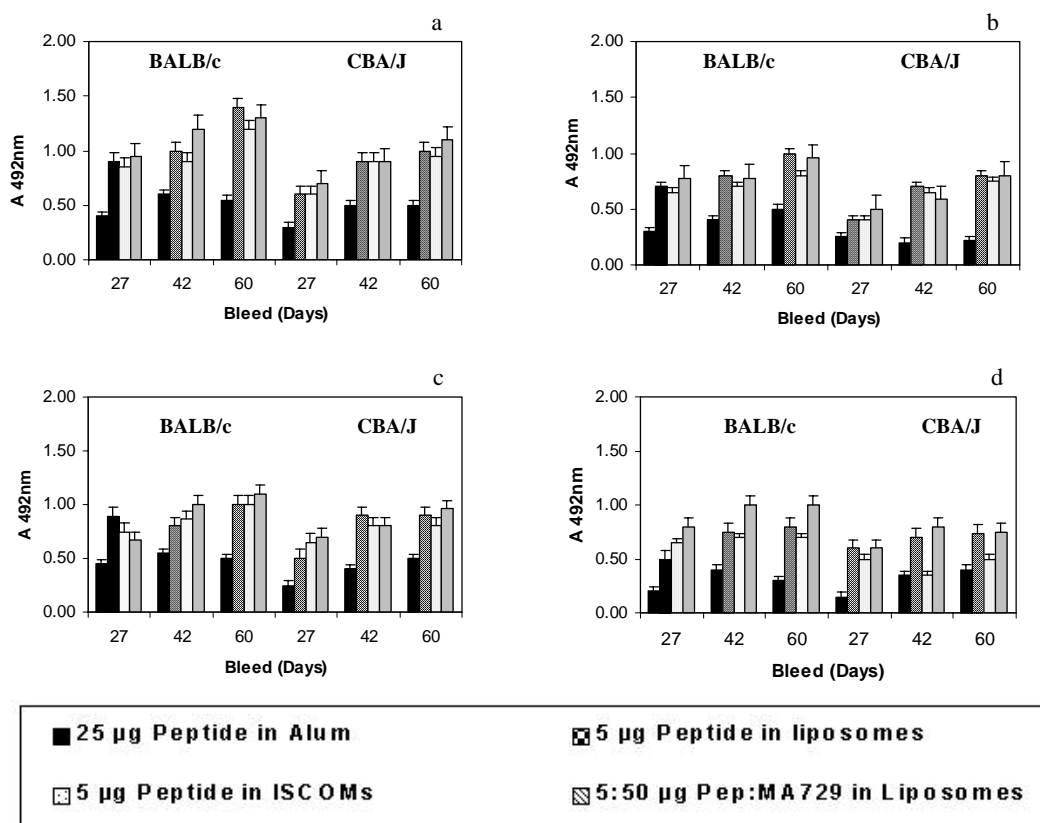 a
2.00
BALB/c CBA/J
1.50
1.00
0.50
0.00
A 492nm
27 42 60 27 42 60
Bleed (Days)
b
2.00
BALB/c CBA/J
1.50
1.00
0.50
0.00
A 492nm
27 42 60 27 42 60
Bleed (Days)
c
2.00
BALB/c CBA/J
1.50
1.00
0.50
0.00
A 492nm
27 42 60 27 42 60
Bleed (Days)
d
2.00
BALB/c CBA/J
1.50
1.00
0.50
0.00
A 492nm
27 42 60 27 42 60
Bleed (Days)
25 µg Peptide in Alum
5 µg Peptide in liposomes
5 µg Peptide in ISCOMs
5:50 µg Pep:MA729 in Liposomes